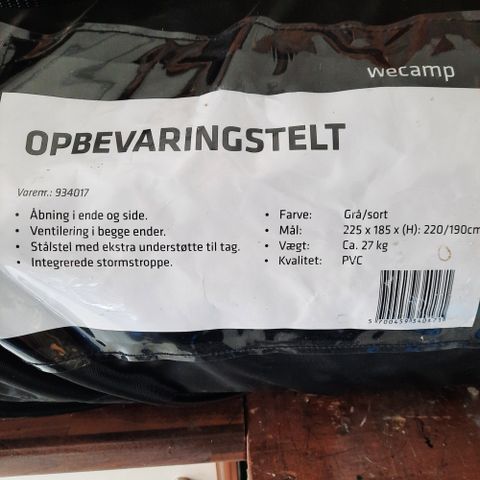 wecamp
OPBEVARINGSTELT
Varenr.: 934017
• Åbning i ende og side.
• Ventilering i begge ender.
• Stålstel med ekstra understøtte til tag.
• Integrerede stormstroppe.
• Farve: Grå/sort
• Mål: 225 x 185 x (H): 220/190cm
• Vægt: Ca. 27 kg
• Kvalitet: PVC